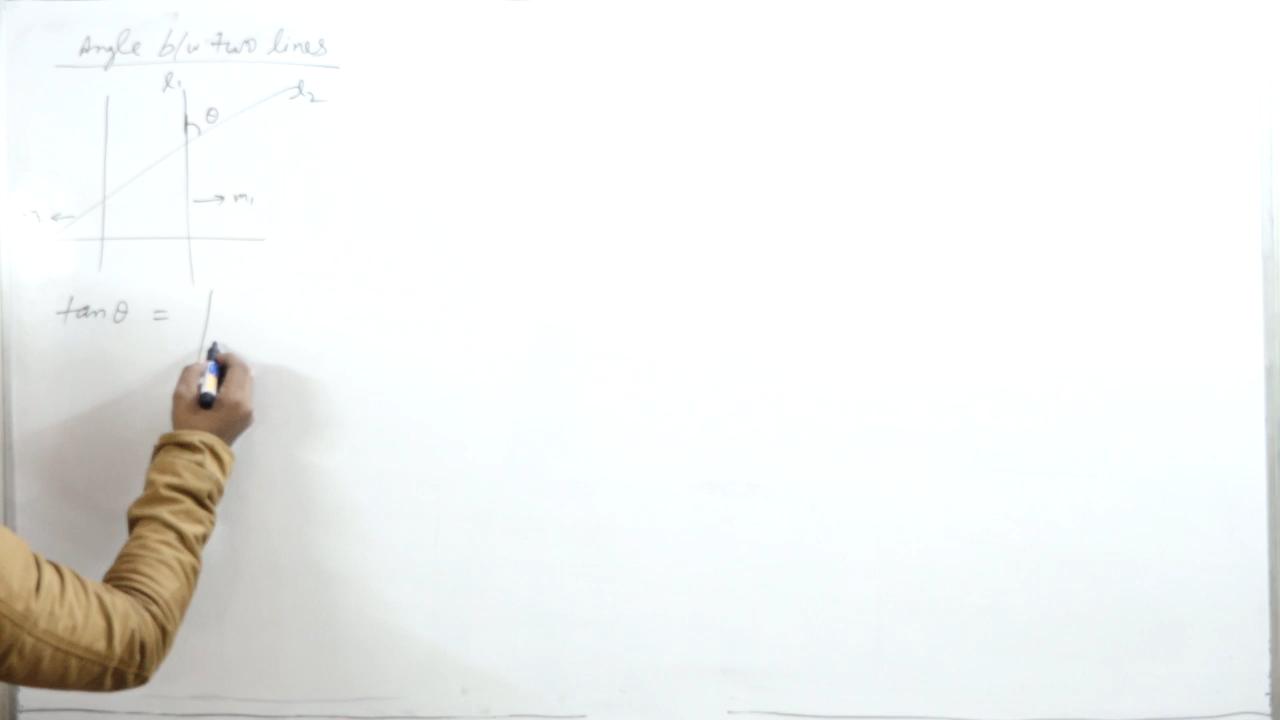 Angle b/w two lines
l₁
l₂
θ
→ m₁
tan θ =